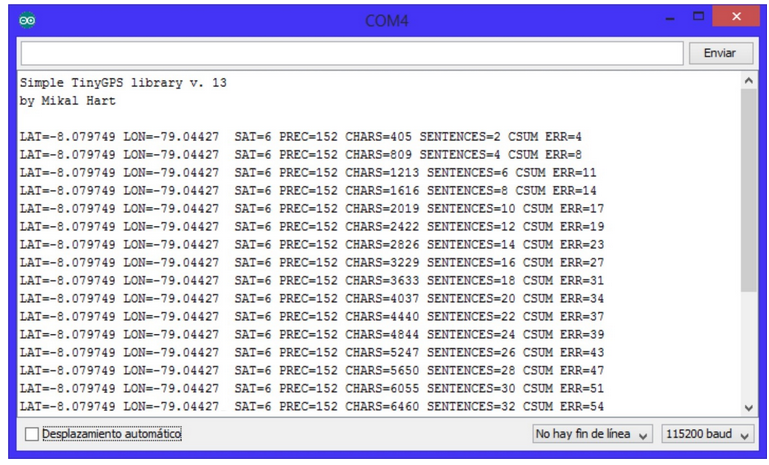 COM4
Enviar
Simple TinyGPS library v. 13
by Mikal Hart
LAT=-8.079749 LON=-79.04427 SAT=6 PREC=152 CHARS=405 SENTENCES=2 CSUM ERR=4
LAT=-8.079749 LON=-79.04427 SAT=6 PREC=152 CHARS=809 SENTENCES=4 CSUM ERR=8
LAT=-8.079749 LON=-79.04427 SAT=6 PREC=152 CHARS=1213 SENTENCES=6 CSUM ERR=11
LAT=-8.079749 LON=-79.04427 SAT=6 PREC=152 CHARS=1616 SENTENCES=8 CSUM ERR=14
LAT=-8.079749 LON=-79.04427 SAT=6 PREC=152 CHARS=2019 SENTENCES=10 CSUM ERR=17
LAT=-8.079749 LON=-79.04427 SAT=6 PREC=152 CHARS=2422 SENTENCES=12 CSUM ERR=19
LAT=-8.079749 LON=-79.04427 SAT=6 PREC=152 CHARS=2826 SENTENCES=14 CSUM ERR=23
LAT=-8.079749 LON=-79.04427 SAT=6 PREC=152 CHARS=3229 SENTENCES=16 CSUM ERR=27
LAT=-8.079749 LON=-79.04427 SAT=6 PREC=152 CHARS=3633 SENTENCES=18 CSUM ERR=31
LAT=-8.079749 LON=-79.04427 SAT=6 PREC=152 CHARS=4037 SENTENCES=20 CSUM ERR=34
LAT=-8.079749 LON=-79.04427 SAT=6 PREC=152 CHARS=4440 SENTENCES=22 CSUM ERR=37
LAT=-8.079749 LON=-79.04427 SAT=6 PREC=152 CHARS=4844 SENTENCES=24 CSUM ERR=39
LAT=-8.079749 LON=-79.04427 SAT=6 PREC=152 CHARS=5247 SENTENCES=26 CSUM ERR=43
LAT=-8.079749 LON=-79.04427 SAT=6 PREC=152 CHARS=5650 SENTENCES=28 CSUM ERR=47
LAT=-8.079749 LON=-79.04427 SAT=6 PREC=152 CHARS=6055 SENTENCES=30 CSUM ERR=51
LAT=-8.079749 LON=-79.04427 SAT=6 PREC=152 CHARS=6460 SENTENCES=32 CSUM ERR=54
Desplazamiento automático No hay fin de línea 115200 baud